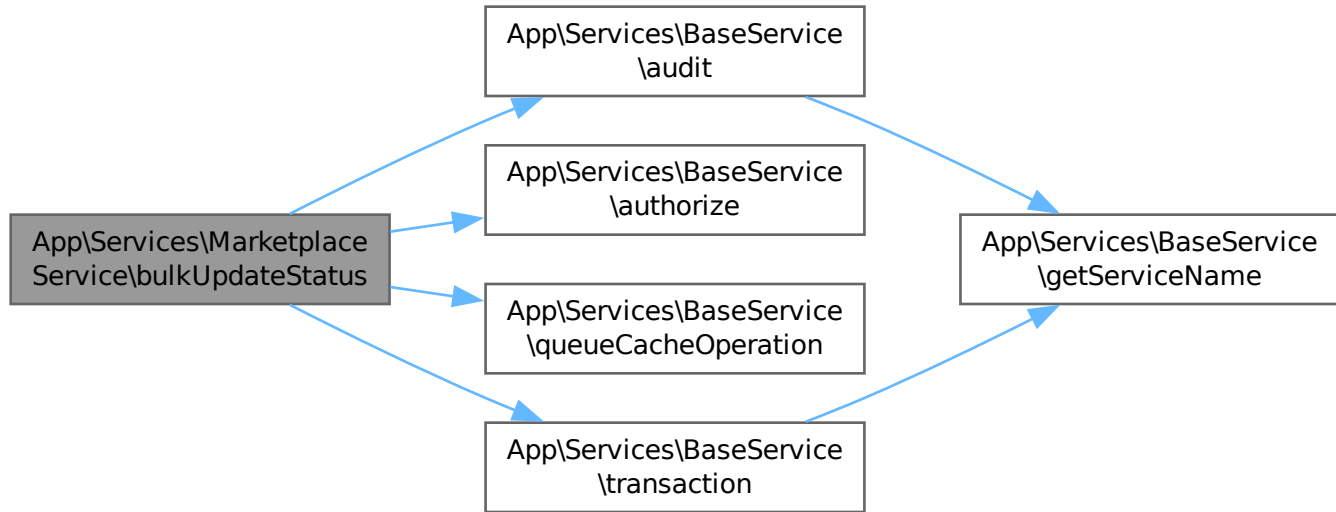 App\Services\BaseService
\audit
App\Services\BaseService
\authorize
App\Services\Marketplace
Service\bulkUpdateStatus
App\Services\BaseService
\getServiceName
App\Services\BaseService
\queueCacheOperation
App\Services\BaseService
\transaction